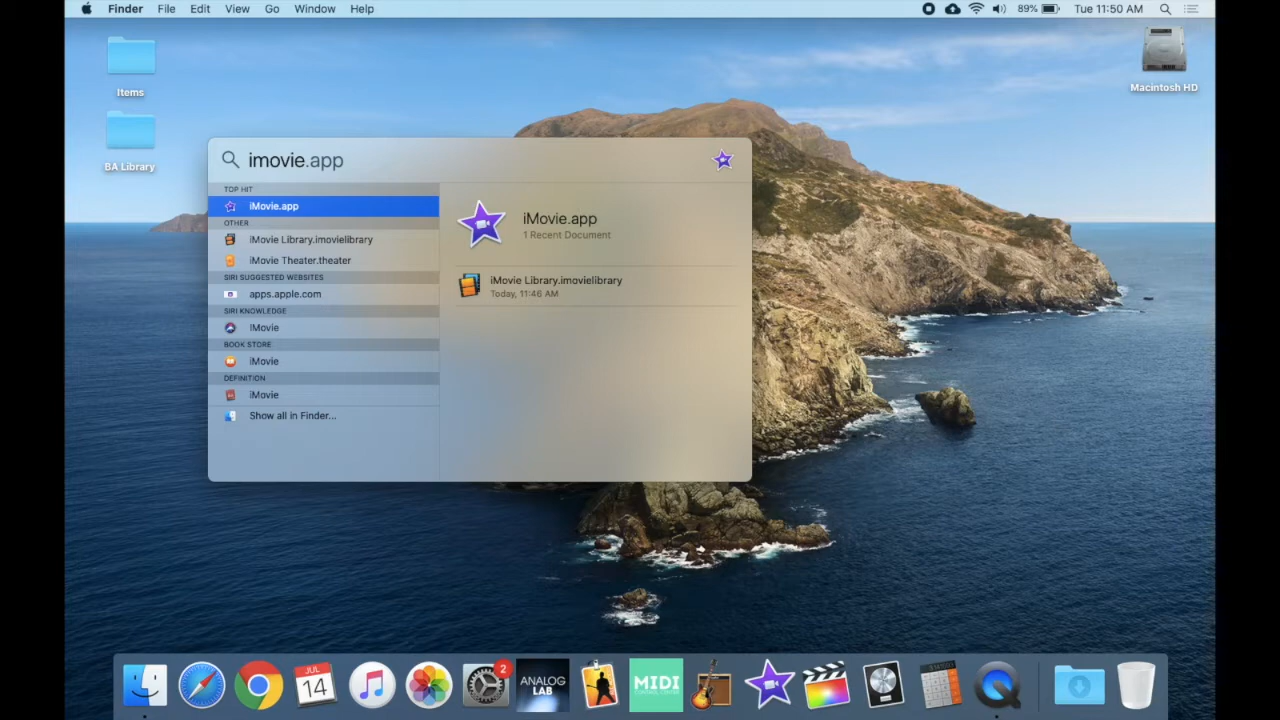 Finder File Edit View Go Window Help 89% Tue 11:50 AM
Items
Macintosh HD
BA Library
imovie.app
TOP HIT
iMovie.app
OTHER
iMovie Library.imovielibrary
iMovie Theater.theater
SIRI SUGGESTED WEBSITES
apps.apple.com
SIRI KNOWLEDGE
IMovie
BOOK STORE
iMovie
DEFINITION
iMovie
Show all in Finder...
iMovie.app
1 Recent Document
iMovie Library.imovielibrary
Today, 11:46 AM
JUL
14
2
ANALOG
LAB
MIDI